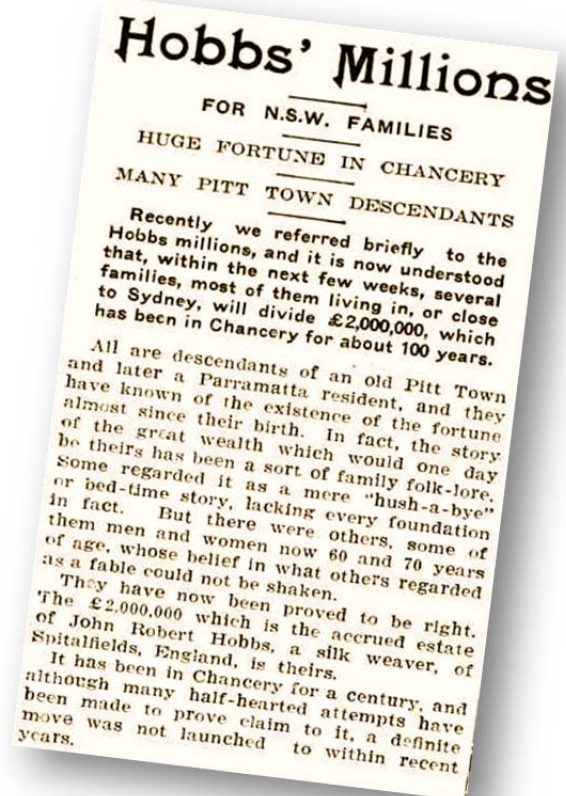 Hobbs' Millions
FOR N.S.W. FAMILIES
HUGE FORTUNE IN CHANCERY
MANY PITT TOWN DESCENDANTS
Recently we referred briefly to the
Hobbs millions, and it is now understood
that, within the next few weeks, several
families, most of them living in, or close
to Sydney, will divide £2,000,000, which
has been in Chancery for about 100 years.
All are descendants of an old Pitt Town
and later a Parramatta resident, and they
have known of the existence of the fortune
almost since their birth. In fact, the story
of the great wealth which would one day
be theirs has been a sort of family folk-lore.
Some regarded it as a mere "hush-a-bye"
or bed-time story, lacking every foundation
in fact. But there were others, some of
them men and women now 60 and 70 years
of age, whose belief in what others regarded
as a fable could not be shaken.
They have now been proved to be right.
The £2,000,000 which is the accrued estate
of John Robert Hobbs, a silk weaver, of
Spitalfields, England, is theirs.
It has been in Chancery for a century, and
although many half-hearted attempts have
been made to prove claim to it, a definite
move was not launched to within recent
years.